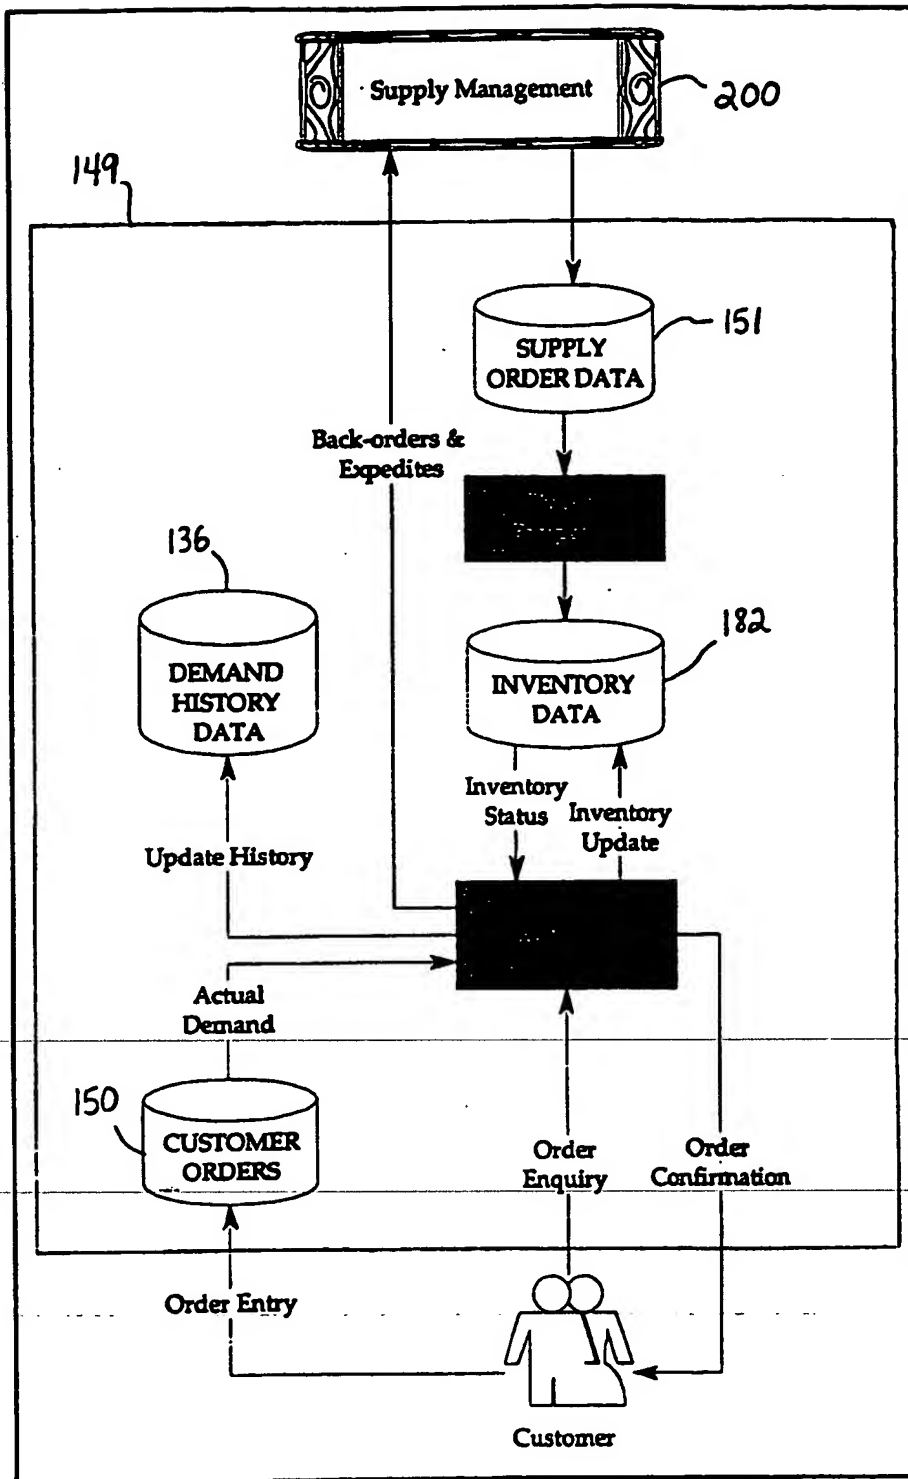 Supply Management
200
149
151
SUPPLY
ORDER DATA
Back-orders &
Expedites
136
182
DEMAND
HISTORY
DATA
INVENTORY
DATA
Inventory
Status
Inventory
Update
Update History
Actual
Demand
150
CUSTOMER
ORDERS
Order
Enquiry
Order
Confirmation
Order Entry
Customer